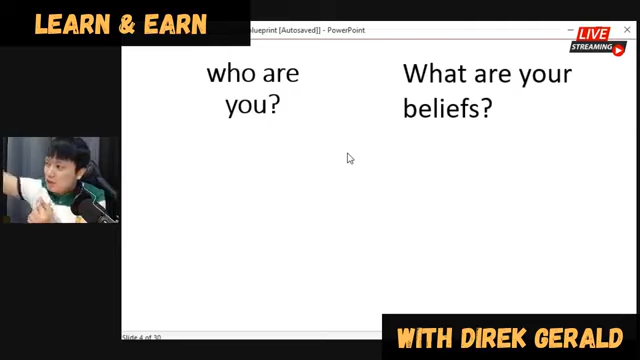 LEARN & EARN
lueprint [Autosaved]] - PowerPoint
LIVE
STREAMING
who are
you?
What are your
beliefs?
Slide 4 of 30
WITH DIREK GERALD